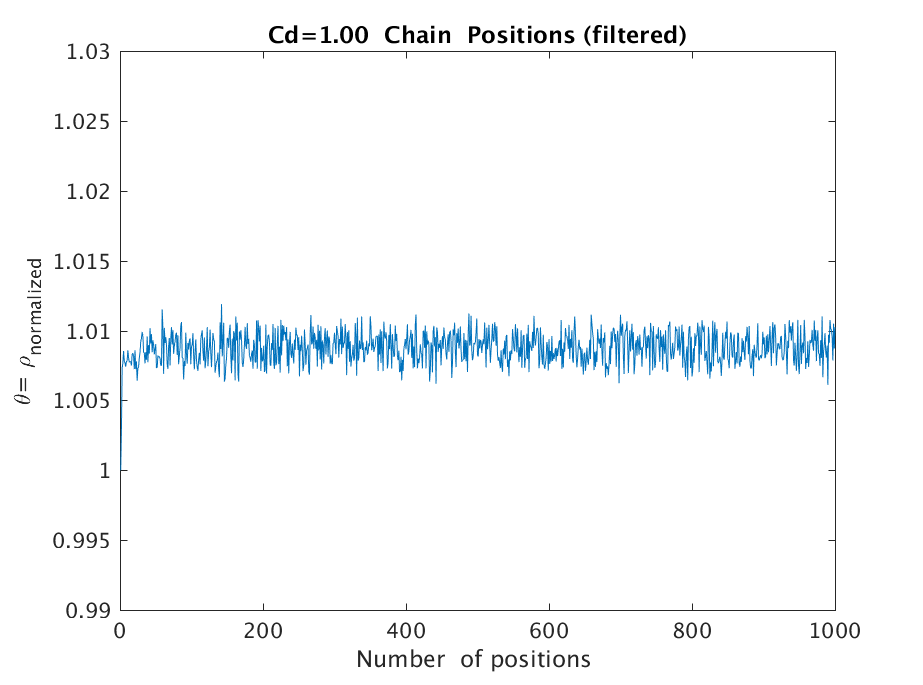 Cd=1.00 Chain Positions (filtered)
1.03
1.025
1.02
1.015
1.01
1.005
1
0.995
0.99
θ= ρnormalized
0 200 400 600 800 1000
Number of positions